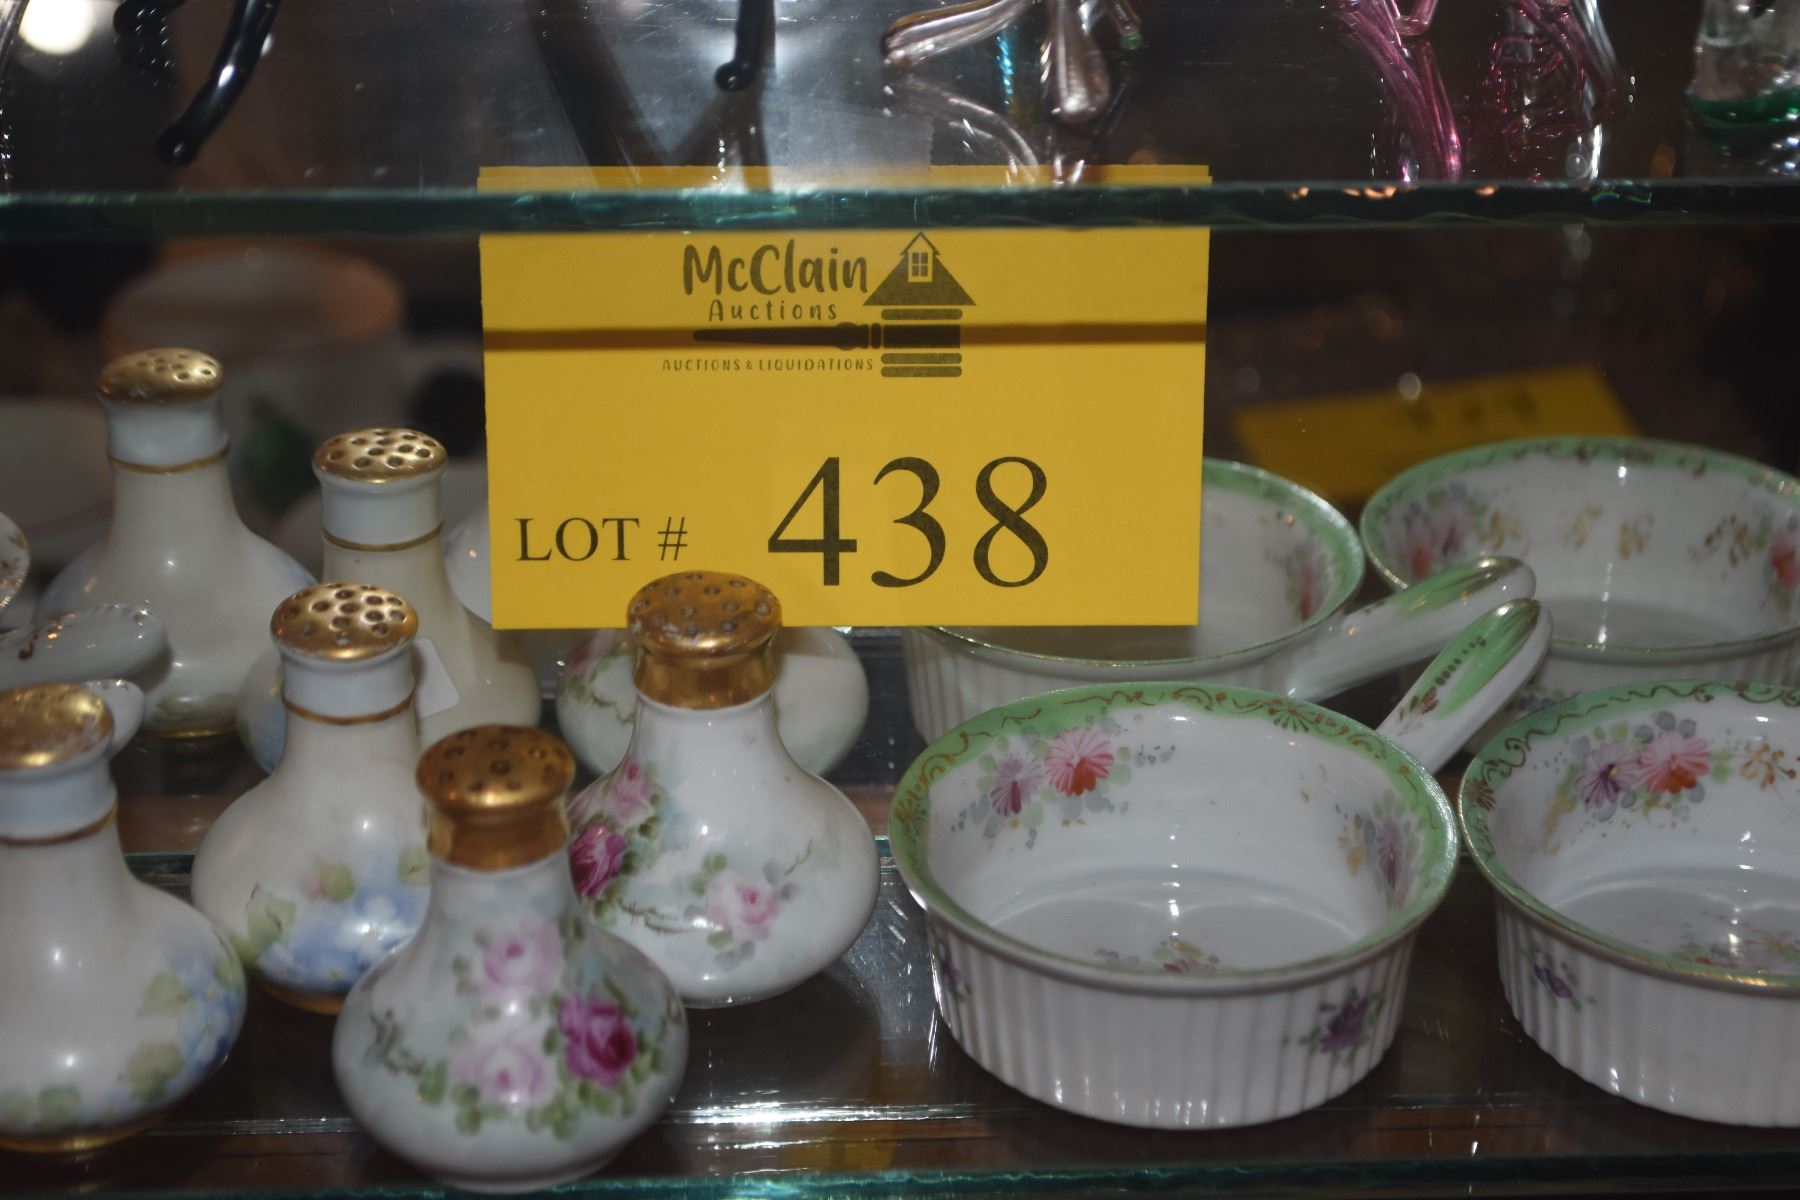 McClain
Auctions
AUCTIONS & LIQUIDATIONS
LOT # 438